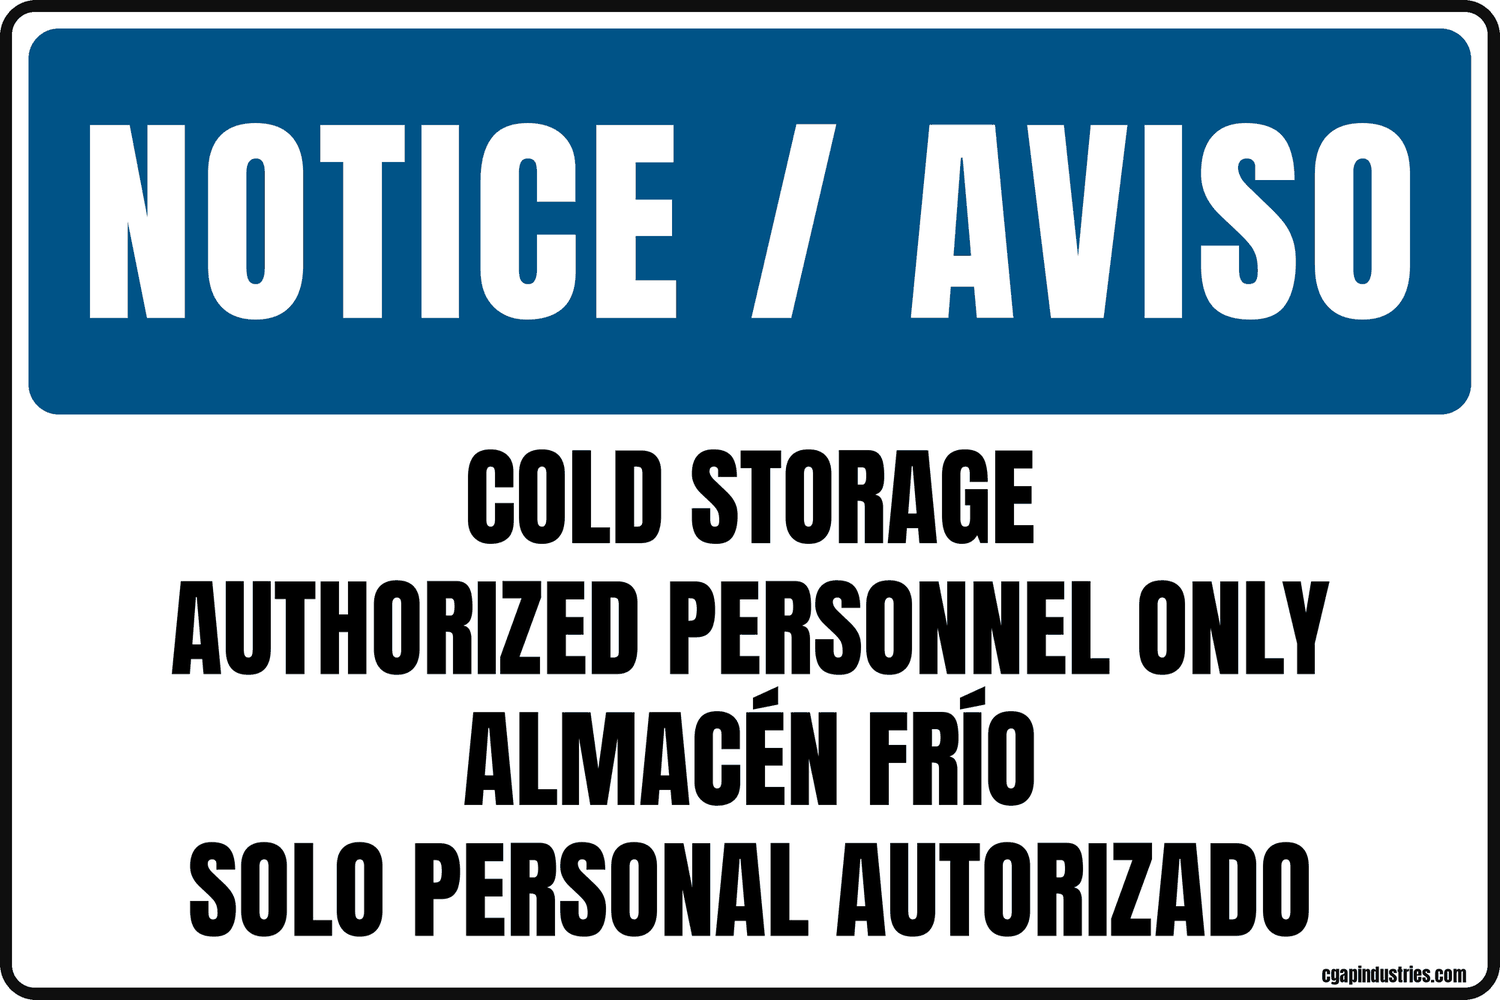 NOTICE / AVISO
COLD STORAGE
AUTHORIZED PERSONNEL ONLY
ALMACÉN FRÍO
SOLO PERSONAL AUTORIZADO
cgapindustries.com